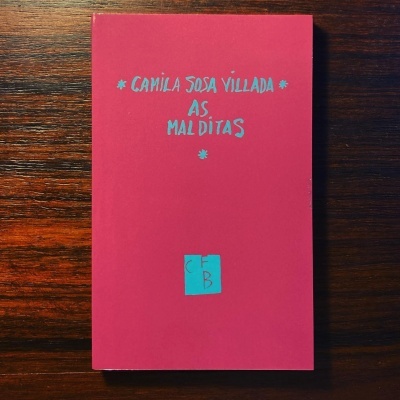 * CAMILA SOSA VILLADA *
AS
MALDITAS
*
C F
B